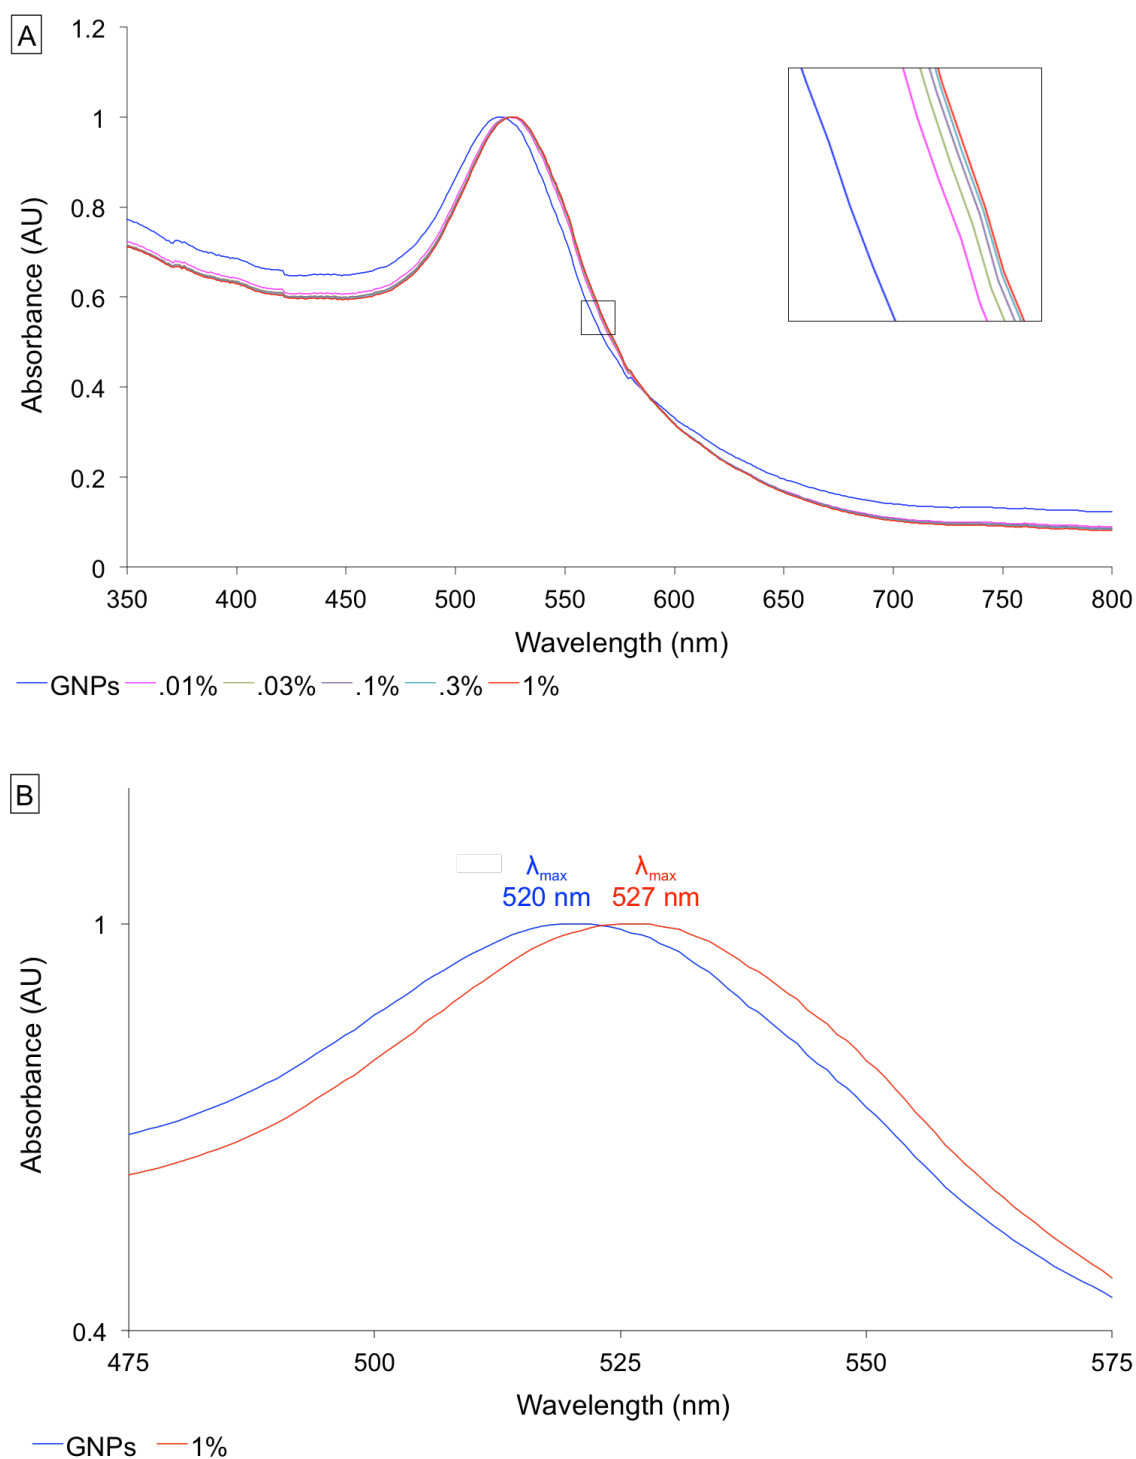 A
1.2
1
0.8
0.6
0.4
0.2
0
Absorbance (AU)
350 400 450 500 550 600 650 700 750 800
Wavelength (nm)
GNPs .01% .03% .1% .3% 1%
B
λmax λmax
520 nm 527 nm
1
0.4
Absorbance (AU)
475 500 525 550 575
Wavelength (nm)
GNPs 1%